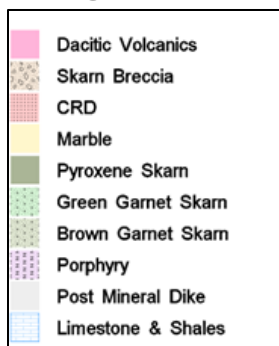 Dacitic Volcanics
Skarn Breccia
CRD
Marble
Pyroxene Skarn
Green Garnet Skarn
Brown Garnet Skarn
Porphyry
Post Mineral Dike
Limestone & Shales